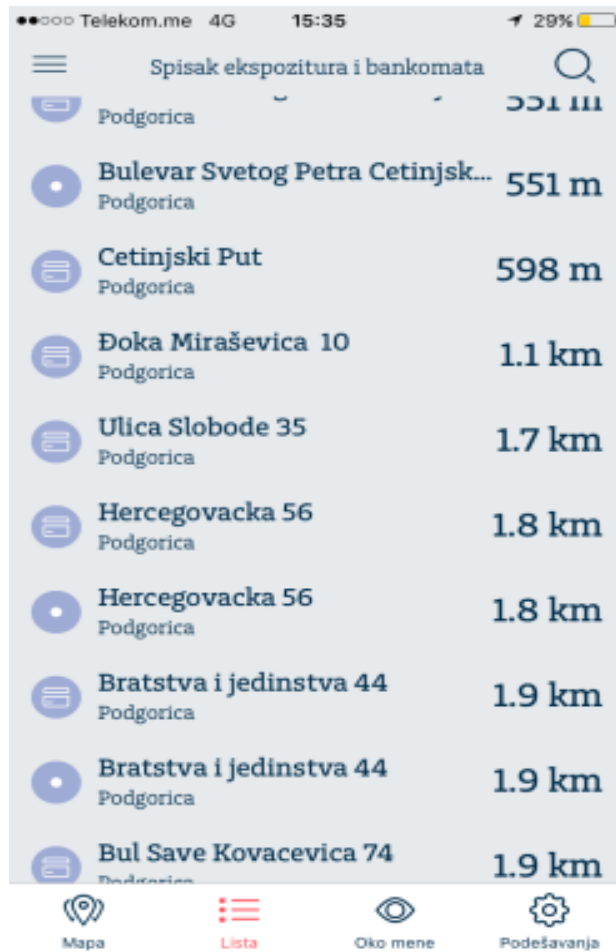 Telekom.me 4G 15:35 29%
Spisak ekspozitura i bankomata
551 m
Podgorica
Bulevar Svetog Petra Cetinjsk... 551 m
Podgorica
Cetinjski Put 598 m
Podgorica
Đoka Miraševica 10 1.1 km
Podgorica
Ulica Slobode 35 1.7 km
Podgorica
Hercegovacka 56 1.8 km
Podgorica
Hercegovacka 56 1.8 km
Podgorica
Bratstva i jedinstva 44 1.9 km
Podgorica
Bratstva i jedinstva 44 1.9 km
Podgorica
Bul Save Kovacevica 74 1.9 km
Podgorica
Mapa Lista Oko mene Podešavanja